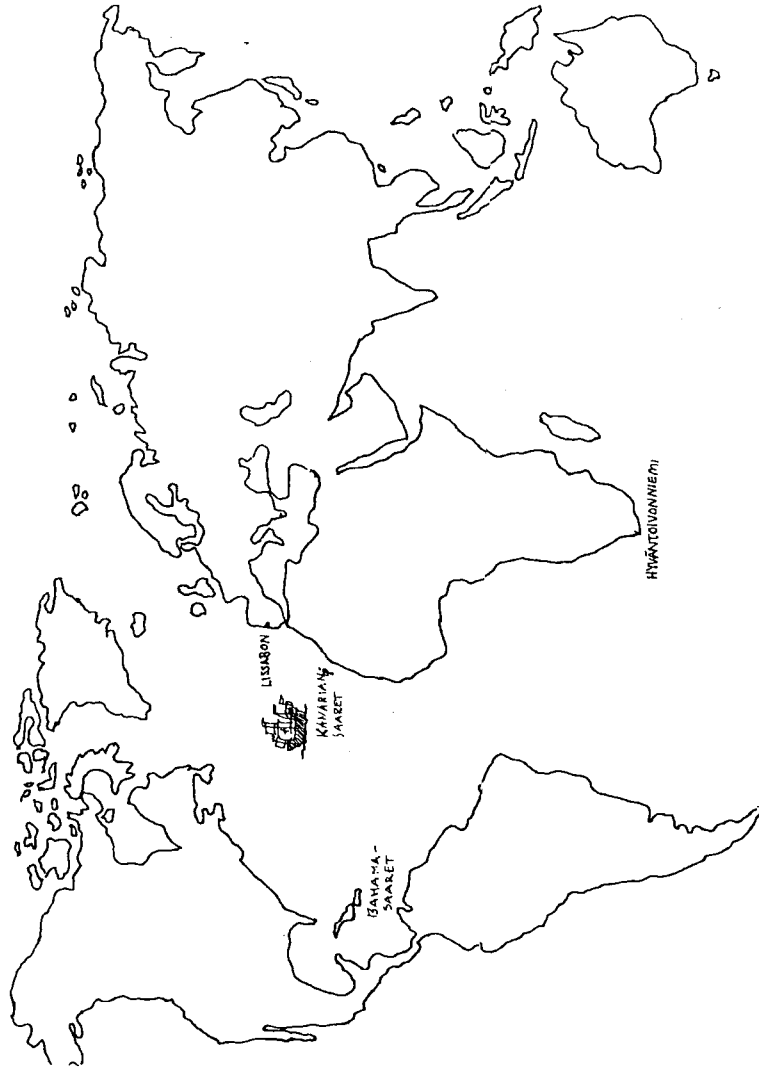 LISSABON
KANARIAN-
SAARET
BAHAMA-
SAARET
HYVÄNTOIVONNIEMI